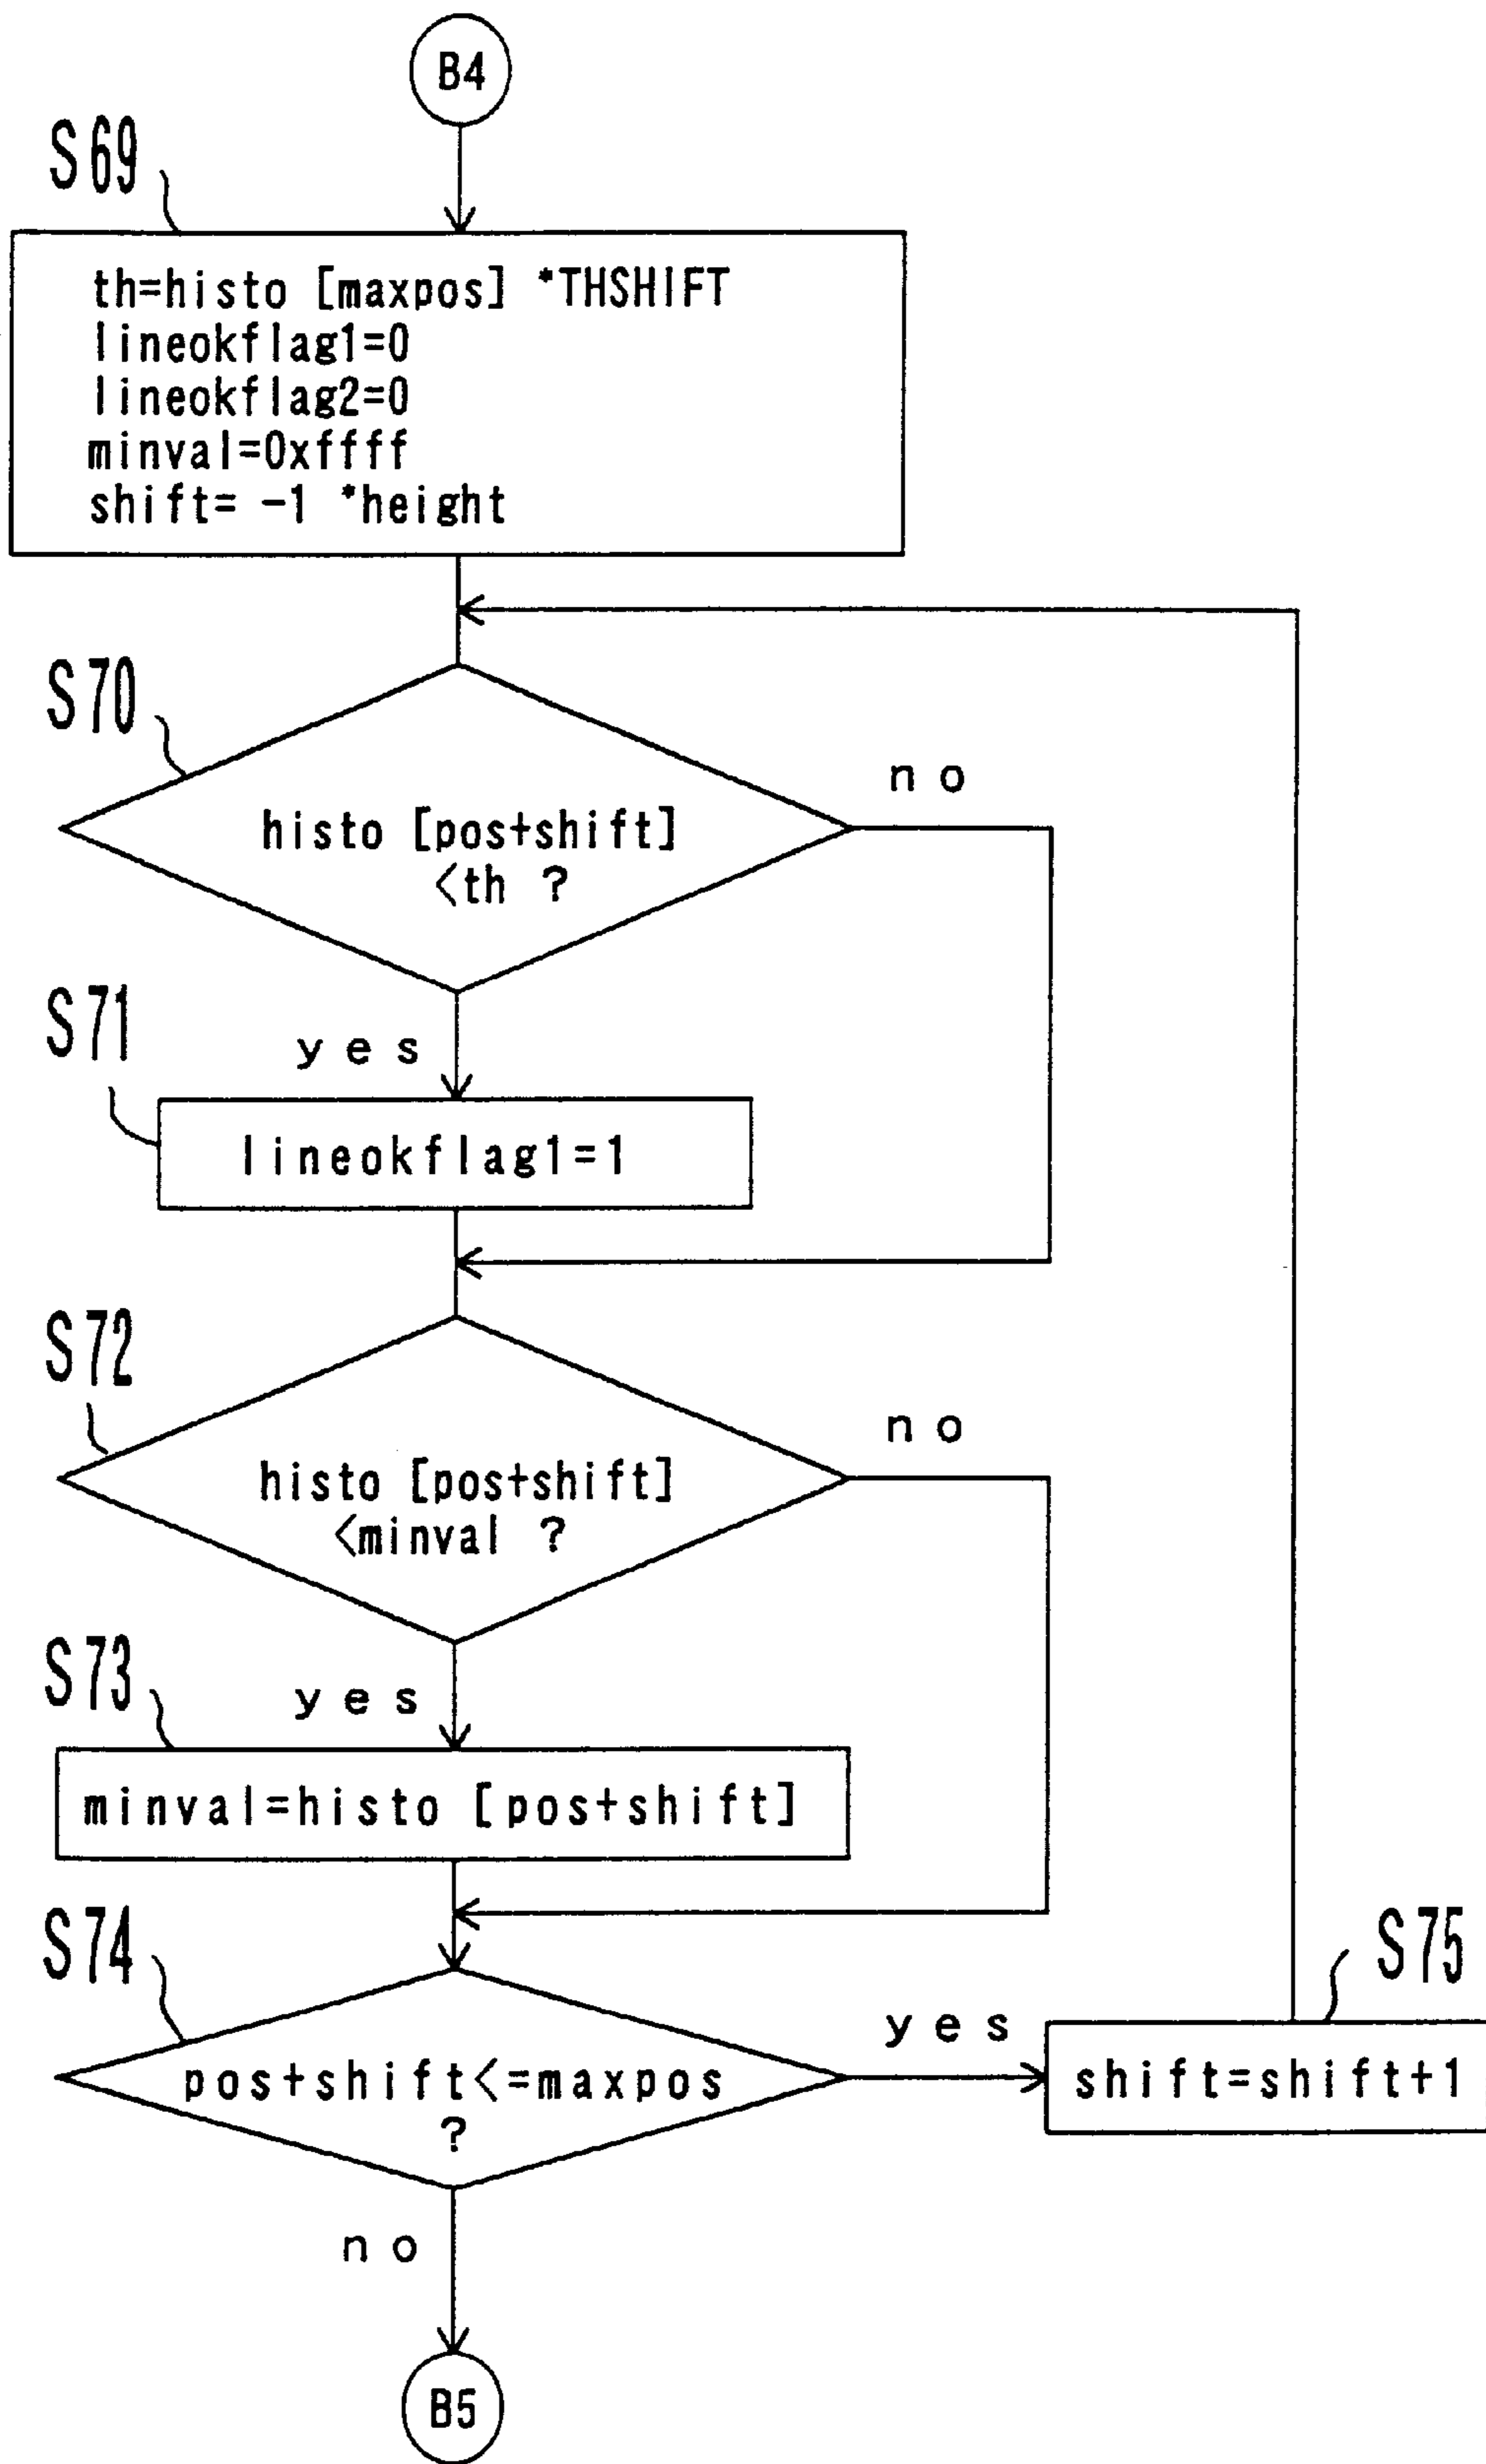 B4
S69
th=histo [maxpos] *THSHIFT
lineokflag1=0
lineokflag2=0
minval=0xffff
shift= -1 *height
S70
histo [pos+shift]
<th ?
no
S71
yes
lineokflag1=1
S72
histo [pos+shift]
<minval ?
no
S73
yes
minval=histo [pos+shift]
S74
pos+shift<=maxpos
?
yes
S75
shift=shift+1
no
B5